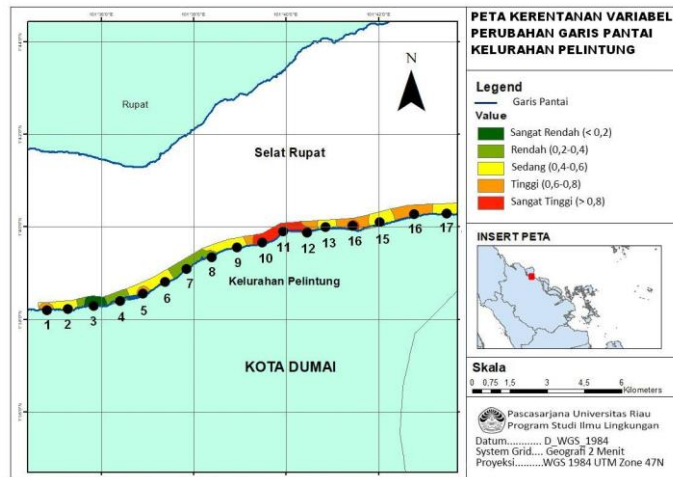 PETA KERENTANAN VARIABEL
PERUBAHAN GARIS PANTAI
KELURAHAN PELINTUNG
N
Rupat
Selat Rupat
Kelurahan Pelintung
KOTA DUMAI
1
2
3
4
5
6
7
8
9
10
11
12
13
16
15
16
17
Legend
Garis Pantai
Value
Sangat Rendah (< 0,2)
Rendah (0,2-0,4)
Sedang (0,4-0,6)
Tinggi (0,6-0,8)
Sangat Tinggi (> 0,8)
INSERT PETA
Skala
0 0,75 1,5 3 4,5 6
Kilometers
Pascasarjana Universitas Riau
Program Studi Ilmu Lingkungan
Datum............ D_WGS_1984
System Grid.... Geografi 2 Menit
Proyeksi.........WGS 1984 UTM Zone 47N